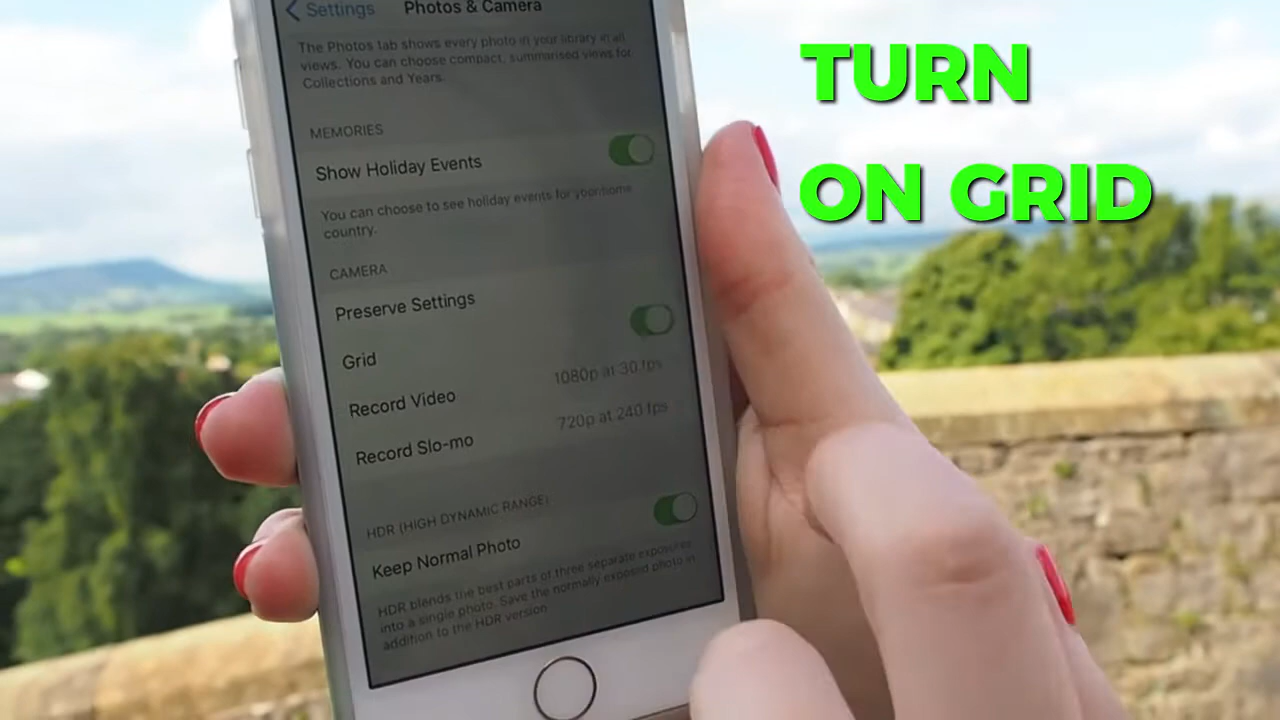 Settings Photos & Camera
The Photos tab shows every photo in your library in all
views. You can choose compact, summarised views for
Collections and Years.
MEMORIES
Show Holiday Events
You can choose to see holiday events for your home
country.
CAMERA
Preserve Settings
Grid
Record Video 1080p at 30 fps
Record Slo-mo 720p at 240 fps
HDR (HIGH DYNAMIC RANGE)
Keep Normal Photo
HDR blends the best parts of three separate exposures
into a single photo. Save the normally exposed photo in
addition to the HDR version
TURN
ON GRID